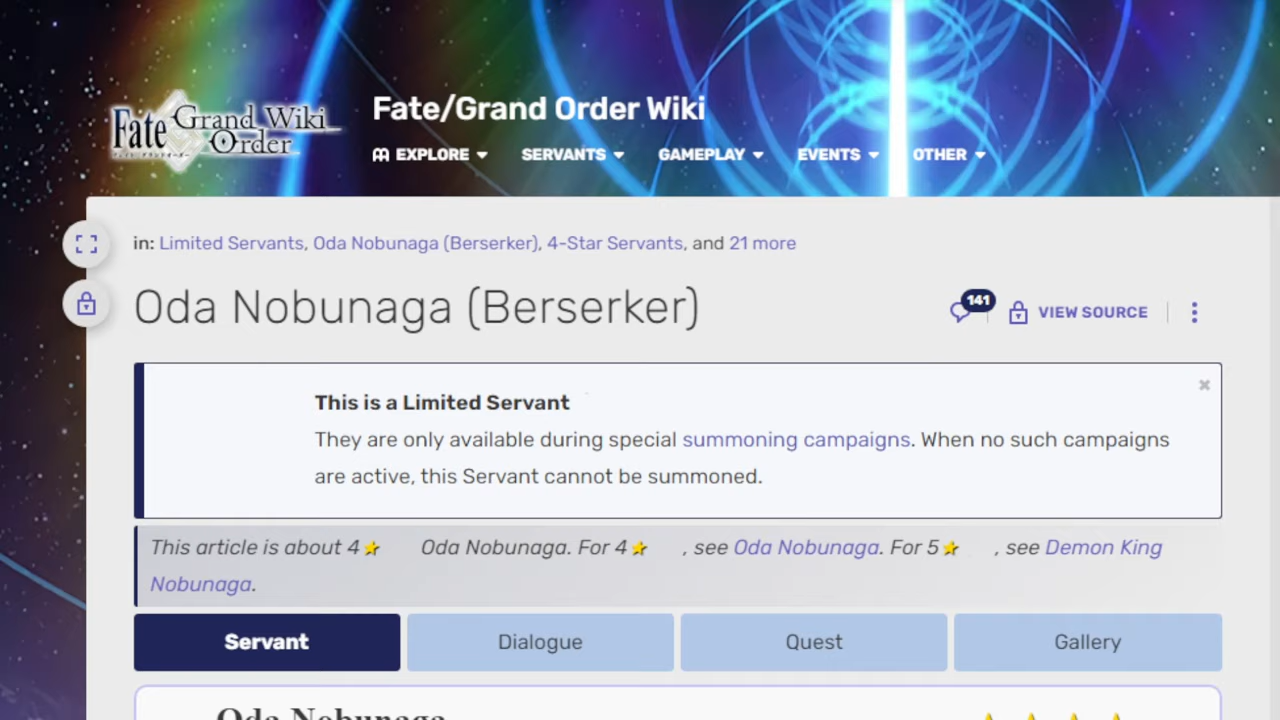 Fate Grand Wiki
Order
Fate/Grand Order Wiki
EXPLORE SERVANTS GAMEPLAY EVENTS OTHER
in: Limited Servants, Oda Nobunaga (Berserker), 4-Star Servants, and 21 more
Oda Nobunaga (Berserker)
141
VIEW SOURCE
This is a Limited Servant
They are only available during special summoning campaigns. When no such campaigns
are active, this Servant cannot be summoned.
This article is about 4 Oda Nobunaga. For 4 , see Oda Nobunaga. For 5 , see Demon King
Nobunaga.
Servant Dialogue Quest Gallery
Oda Nobunaga